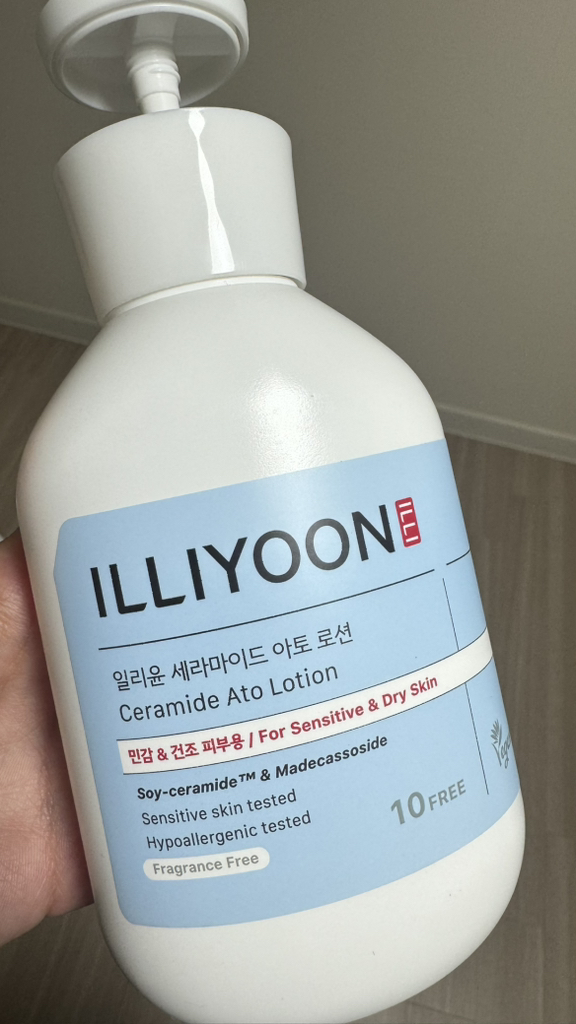 ILLIYOON ILLI
일리윤 세라마이드 아토 로션
Ceramide Ato Lotion
민감 & 건조 피부용 / For Sensitive & Dry Skin
Soy-ceramide™ & Madecassoside
Sensitive skin tested
Hypoallergenic tested
Fragrance Free
10 FREE